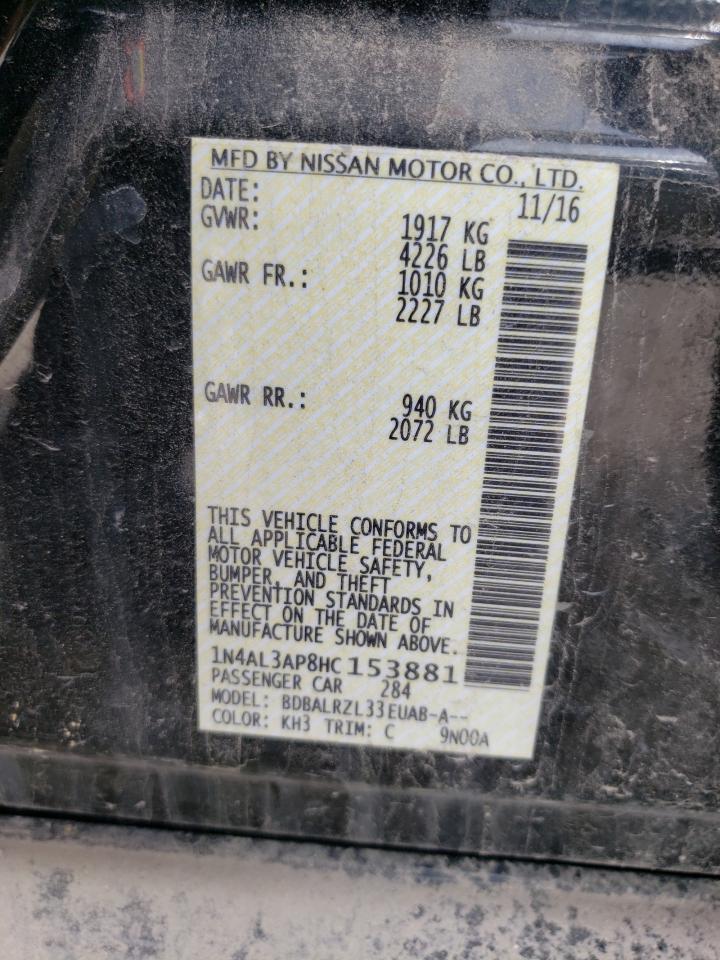 MFD BY NISSAN MOTOR CO., LTD.
DATE: 11/16
GVWR: 1917 KG
4226 LB
GAWR FR.: 1010 KG
2227 LB
GAWR RR.: 940 KG
2072 LB
THIS VEHICLE CONFORMS TO
ALL APPLICABLE FEDERAL
MOTOR VEHICLE SAFETY,
BUMPER, AND THEFT
PREVENTION STANDARDS IN
EFFECT ON THE DATE OF
MANUFACTURE SHOWN ABOVE.
1N4AL3AP8HC153881
PASSENGER CAR 284
MODEL: BDBALRZL33EUAB-A--
COLOR: KH3 TRIM: C 9N00A